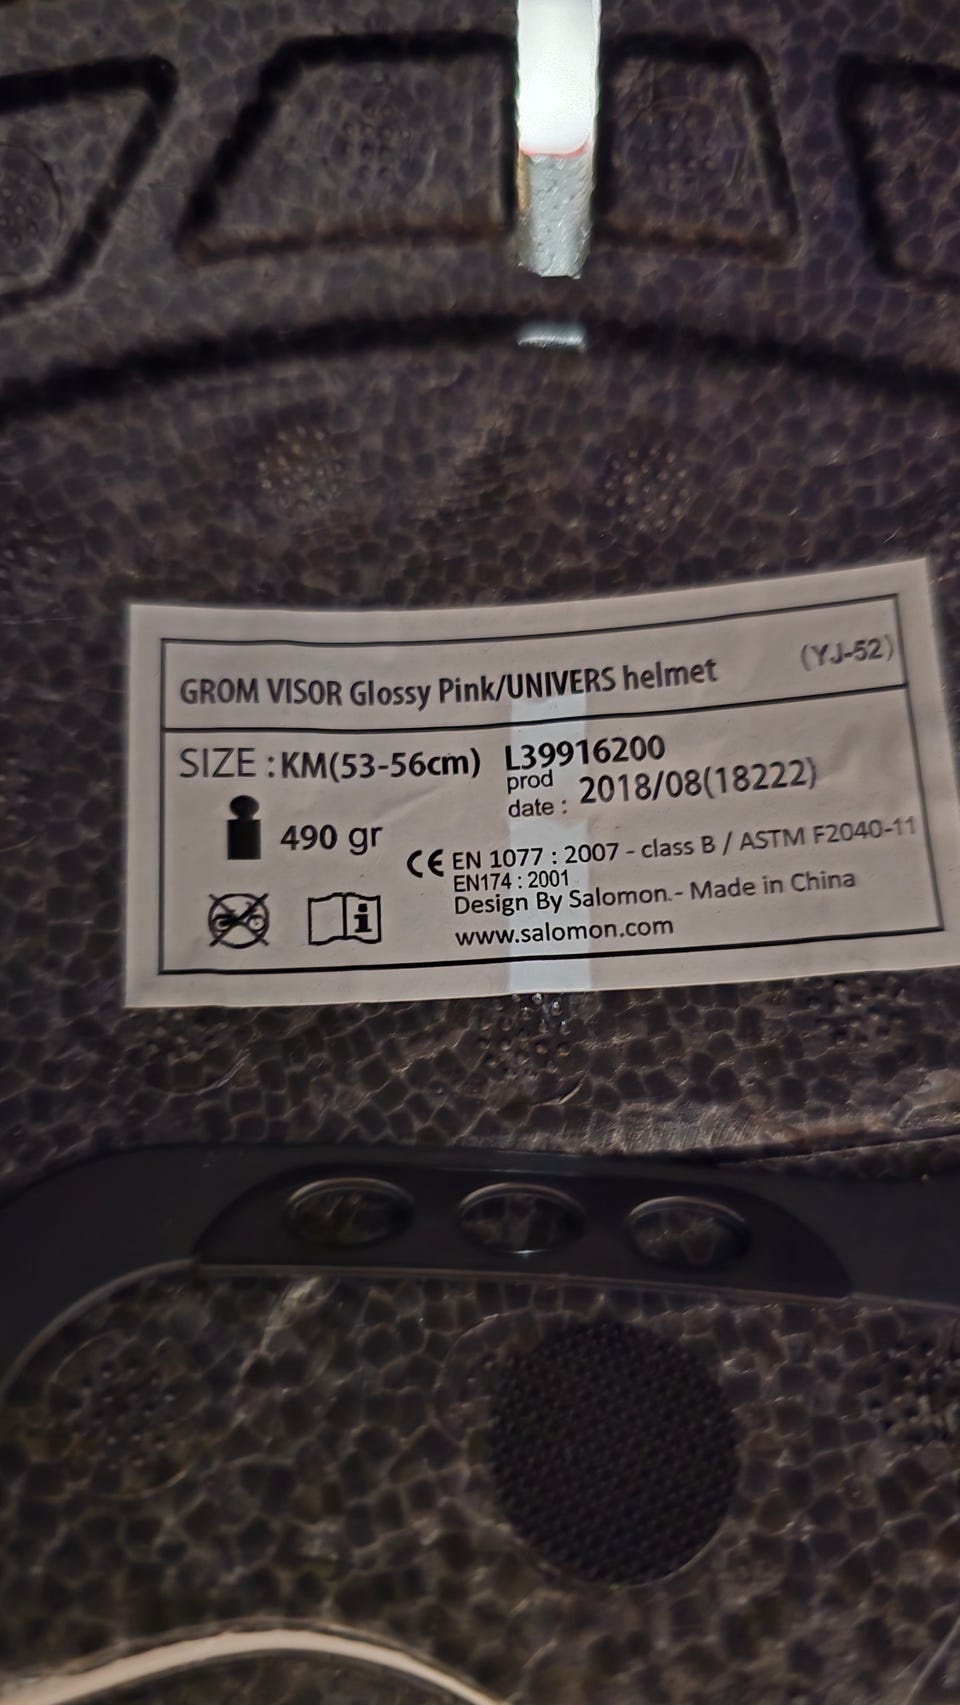 GROM VISOR Glossy Pink/UNIVERS helmet (YJ-52)
SIZE : KM(53-56cm) L39916200
prod date : 2018/08(18222)
490 gr
CE EN 1077 : 2007 - class B / ASTM F2040-11
EN174 : 2001
Design By Salomon.- Made in China
www.salomon.com